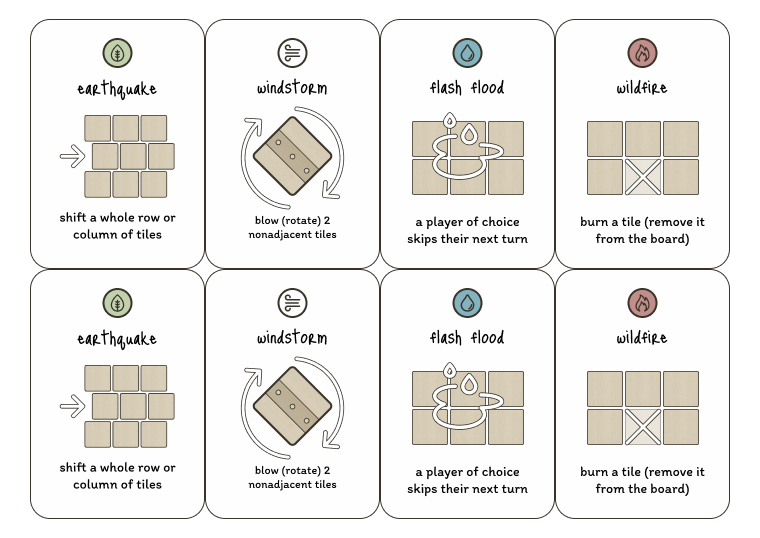 earthquake
shift a whole row or
column of tiles
windstorm
blow (rotate) 2
nonadjacent tiles
flash flood
a player of choice
skips their next turn
wildfire
burn a tile (remove it
from the board)
earthquake
shift a whole row or
column of tiles
windstorm
blow (rotate) 2
nonadjacent tiles
flash flood
a player of choice
skips their next turn
wildfire
burn a tile (remove it
from the board)